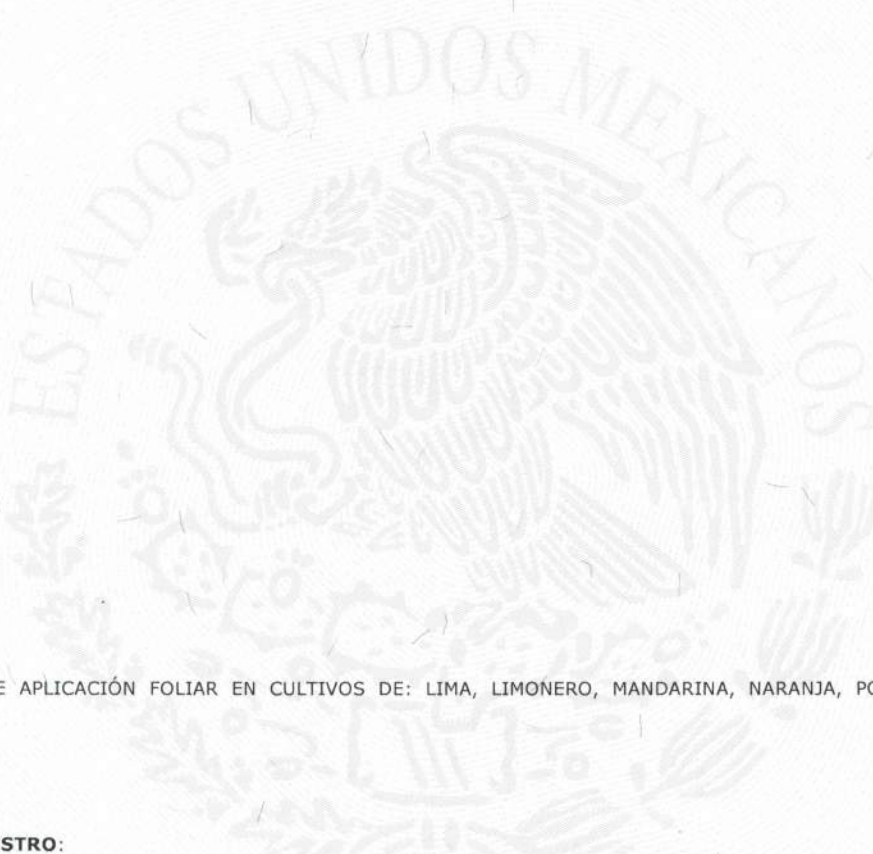 ESTADOS UNIDOS MEXICANOS
E APLICACIÓN FOLIAR EN CULTIVOS DE: LIMA, LIMONERO, MANDARINA, NARANJA, PO
STRO: